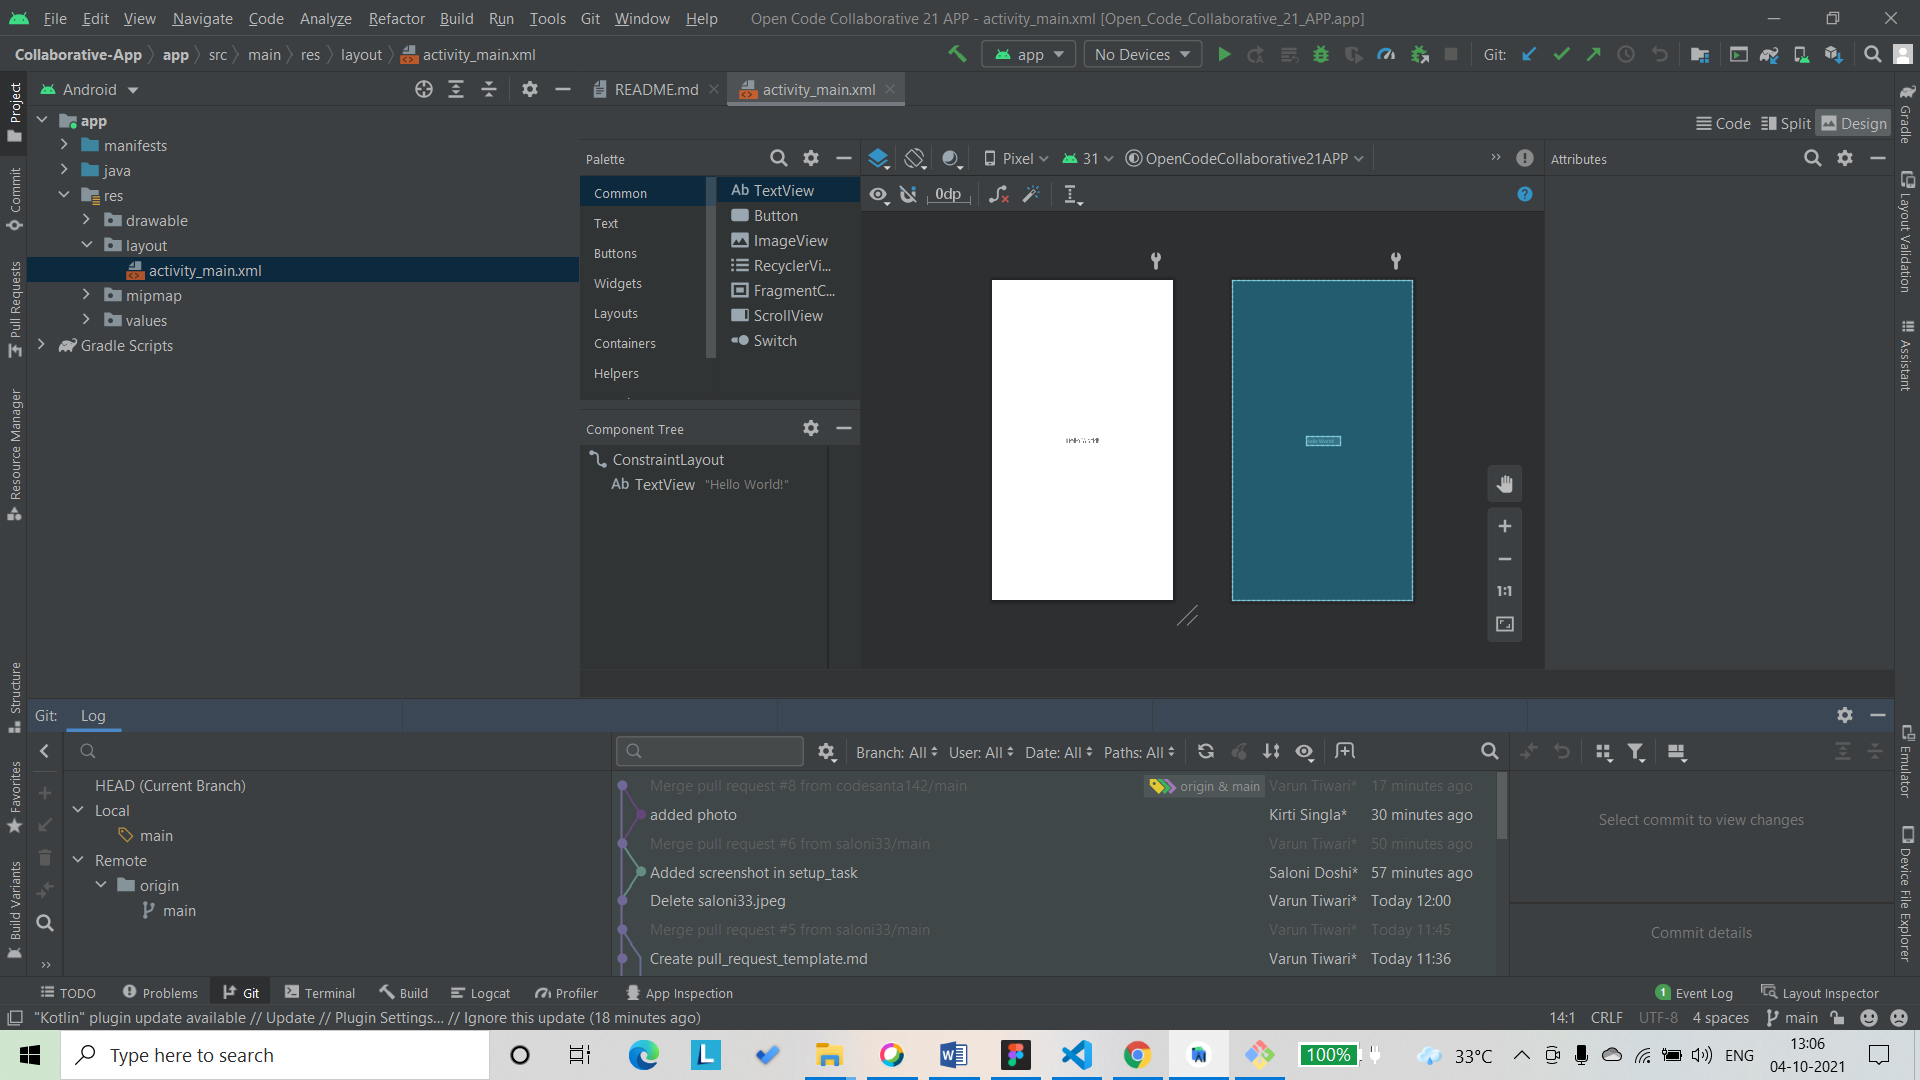 File Edit View Navigate Code Analyze Refactor Build Run Tools Git Window Help Open Code Collaborative 21 APP - activity_main.xml [Open_Code_Collaborative_21_APP.app]
Collaborative-App app src main res layout activity_main.xml app No Devices Git:
Project
Commit
Pull Requests
Resource Manager
Structure
Favorites
Build Variants
Android
app
manifests
java
res
drawable
layout
activity_main.xml
mipmap
values
Gradle Scripts
README.md activity_main.xml
Code Split Design
Palette
Common
Text
Buttons
Widgets
Layouts
Containers
Helpers
Ab TextView
Button
ImageView
RecyclerVi...
FragmentC...
ScrollView
Switch
Component Tree
ConstraintLayout
Ab TextView "Hello World!"
Pixel 31 OpenCodeCollaborative21APP
0dp
Hello World!
1:1
Attributes
Gradle
Layout Validation
Assistant
Emulator
Device File Explorer
Git: Log
HEAD (Current Branch)
Local
main
Remote
origin
main
Branch: All User: All Date: All Paths: All
Merge pull request #8 from codesanta142/main origin & main Varun Tiwari* 17 minutes ago
added photo Kirti Singla* 30 minutes ago
Merge pull request #6 from saloni33/main Varun Tiwari* 50 minutes ago
Added screenshot in setup_task Saloni Doshi* 57 minutes ago
Delete saloni33.jpeg Varun Tiwari* Today 12:00
Merge pull request #5 from saloni33/main Varun Tiwari* Today 11:45
Create pull_request_template.md Varun Tiwari* Today 11:36
Select commit to view changes
Commit details
TODO Problems Git Terminal Build Logcat Profiler App Inspection 1 Event Log Layout Inspector
"Kotlin" plugin update available // Update // Plugin Settings... // Ignore this update (18 minutes ago) 14:1 CRLF UTF-8 4 spaces main
Type here to search
L
100% 33°C ENG
13:06
04-10-2021